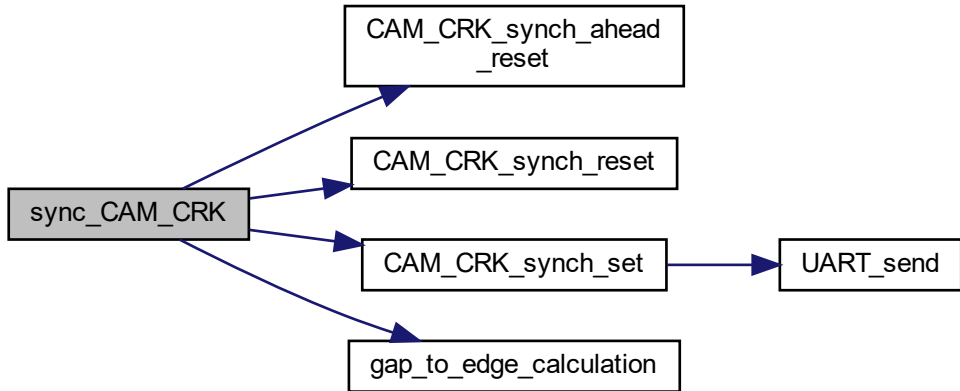 CAM_CRK_synch_ahead
_reset
CAM_CRK_synch_reset
sync_CAM_CRK
CAM_CRK_synch_set
UART_send
gap_to_edge_calculation